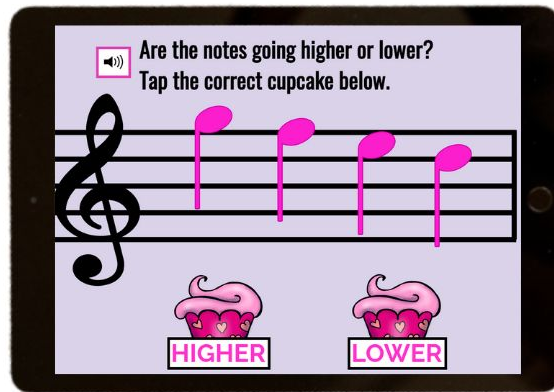 Are the notes going higher or lower?
Tap the correct cupcake below.
HIGHER
LOWER